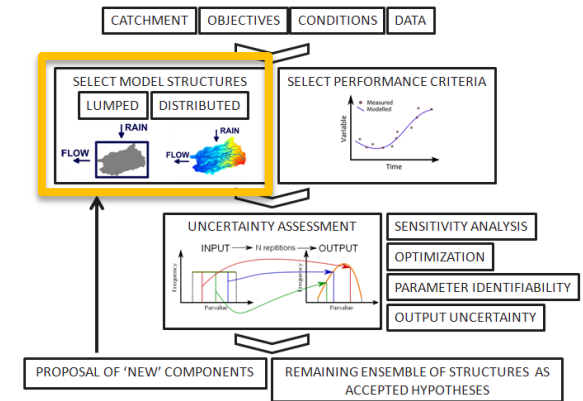 CATCHMENT OBJECTIVES CONDITIONS DATA
SELECT MODEL STRUCTURES
LUMPED DISTRIBUTED
RAIN
FLOW
RAIN
FLOW
SELECT PERFORMANCE CRITERIA
Measured
Modelled
Variable
Time
UNCERTAINTY ASSESSMENT
INPUT N repititions OUTPUT
Frequency
Parvalue
Frequency
Parvalue
SENSITIVITY ANALYSIS
OPTIMIZATION
PARAMETER IDENTIFIABILITY
OUTPUT UNCERTAINTY
PROPOSAL OF ‘NEW’ COMPONENTS
REMAINING ENSEMBLE OF STRUCTURES AS
ACCEPTED HYPOTHESES